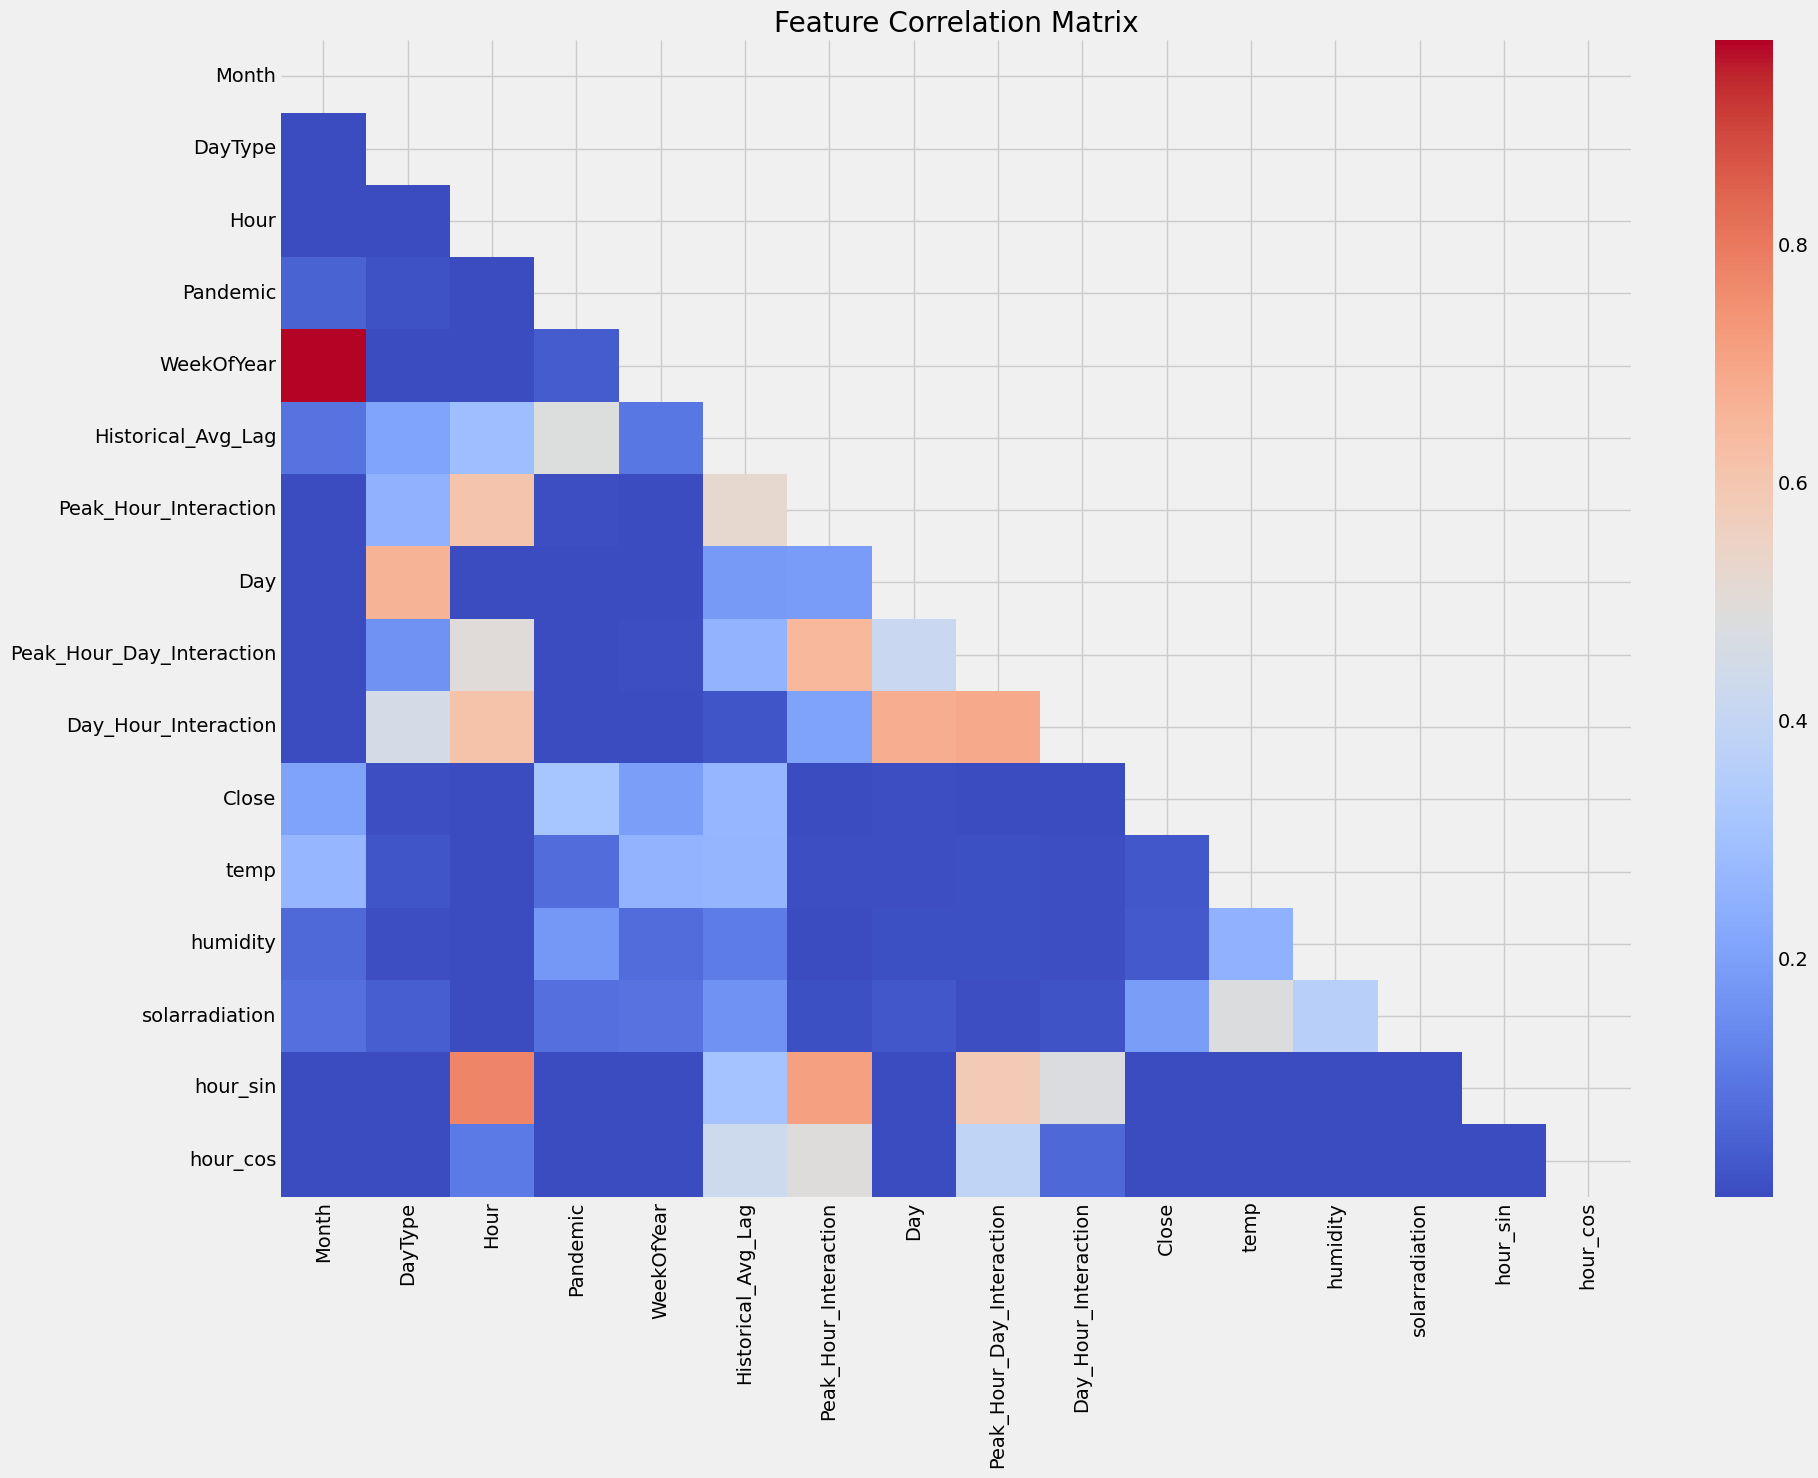 Feature Correlation Matrix
Month
DayType
Hour
Pandemic
WeekOfYear
Historical_Avg_Lag
Peak_Hour_Interaction
Day
Peak_Hour_Day_Interaction
Day_Hour_Interaction
Close
temp
humidity
solarradiation
hour_sin
hour_cos
Month
DayType
Hour
Pandemic
WeekOfYear
Historical_Avg_Lag
Peak_Hour_Interaction
Day
Peak_Hour_Day_Interaction
Day_Hour_Interaction
Close
temp
humidity
solarradiation
hour_sin
hour_cos
0.8
0.6
0.4
0.2